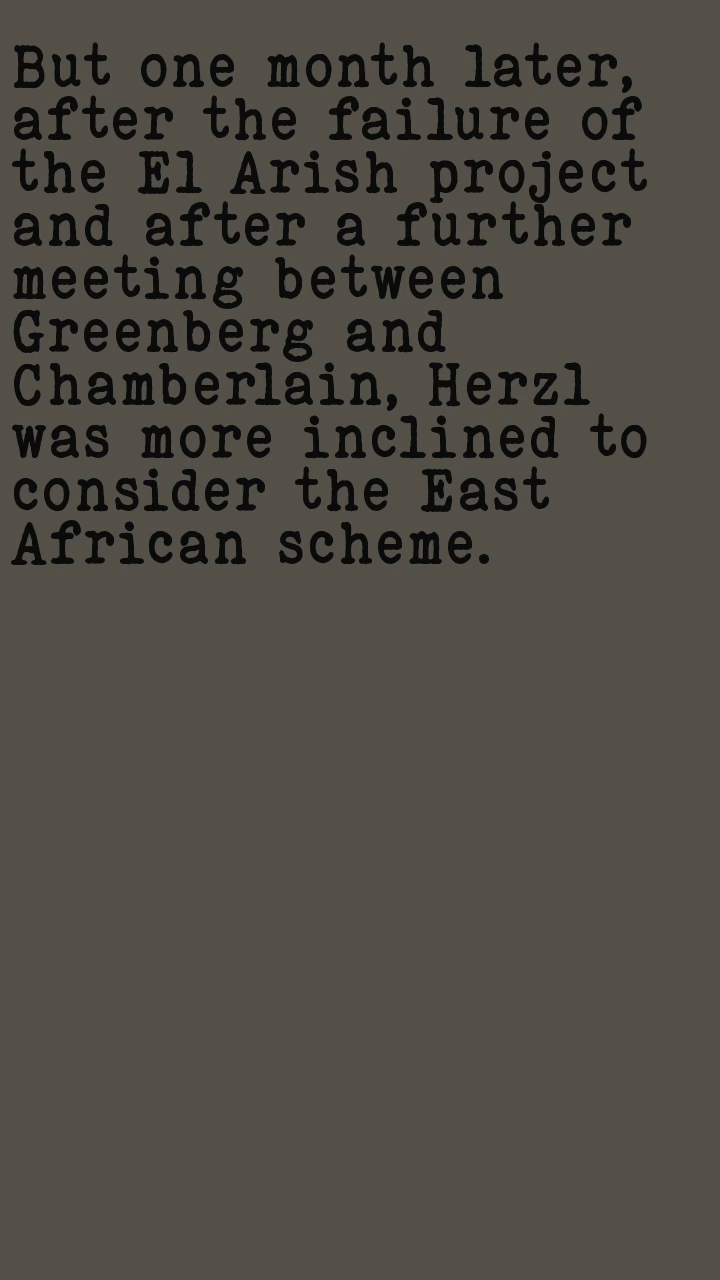 But one month later,
after the failure of
the El Arish project
and after a further
meeting between
Greenberg and
Chamberlain, Herzl
was more inclined to
consider the East
African scheme.